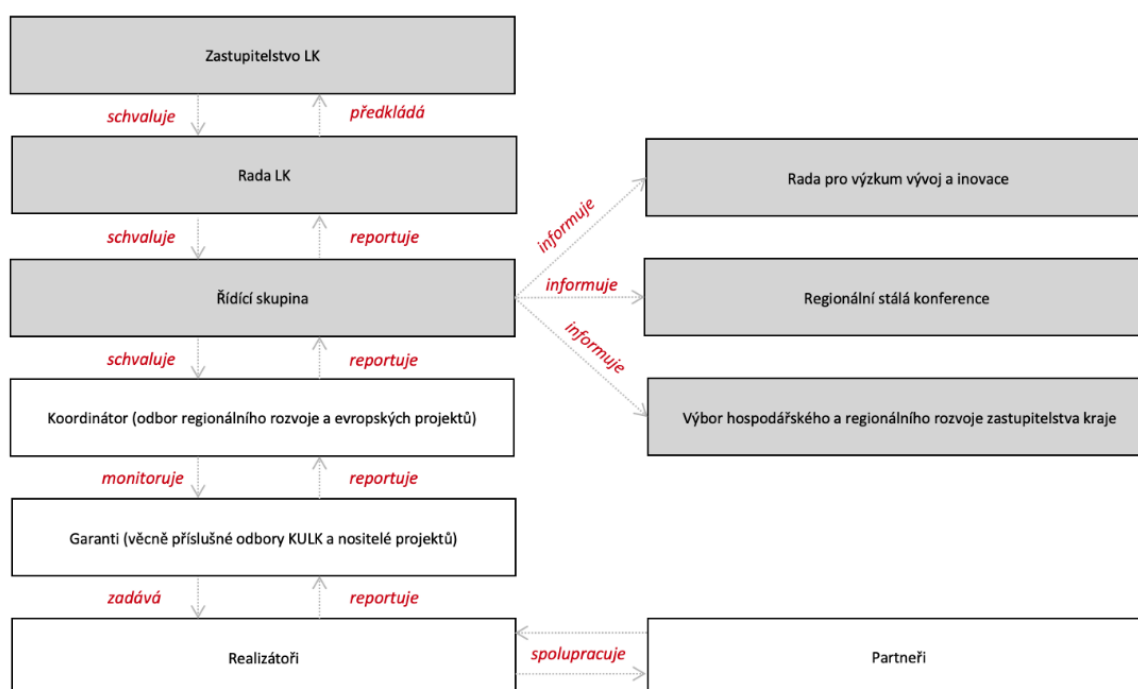 Zastupitelstvo LK
schvaluje
předkládá
Rada LK
Rada pro výzkum vývoj a inovace
schvaluje
reportuje
informuje
Řídící skupina
informuje
Regionální stálá konference
informuje
schvaluje
reportuje
Koordinátor (odbor regionálního rozvoje a evropských projektů)
Výbor hospodářského a regionálního rozvoje zastupitelstva kraje
monitoruje
reportuje
Garanti (věcně příslušné odbory KULK a nositelé projektů)
zadává
reportuje
Realizátoři
spolupracuje
Partneři